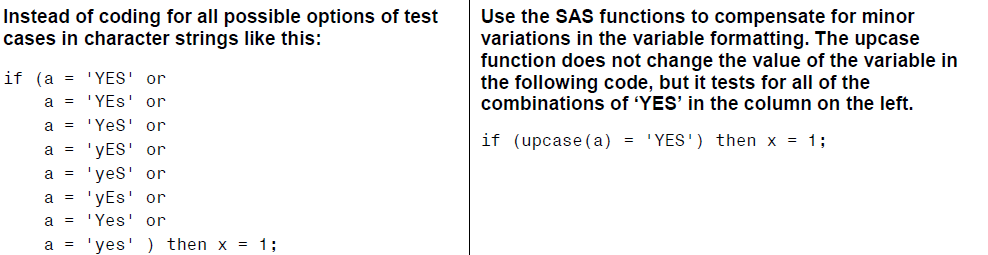 Instead of coding for all possible options of test
cases in character strings like this:
if (a = 'YES' or
a = 'YEs' or
a = 'YeS' or
a = 'yES' or
a = 'yeS' or
a = 'yEs' or
a = 'Yes' or
a = 'yes' ) then x = 1;
Use the SAS functions to compensate for minor
variations in the variable formatting. The upcase
function does not change the value of the variable in
the following code, but it tests for all of the
combinations of ‘YES’ in the column on the left.
if (upcase(a) = 'YES') then x = 1;